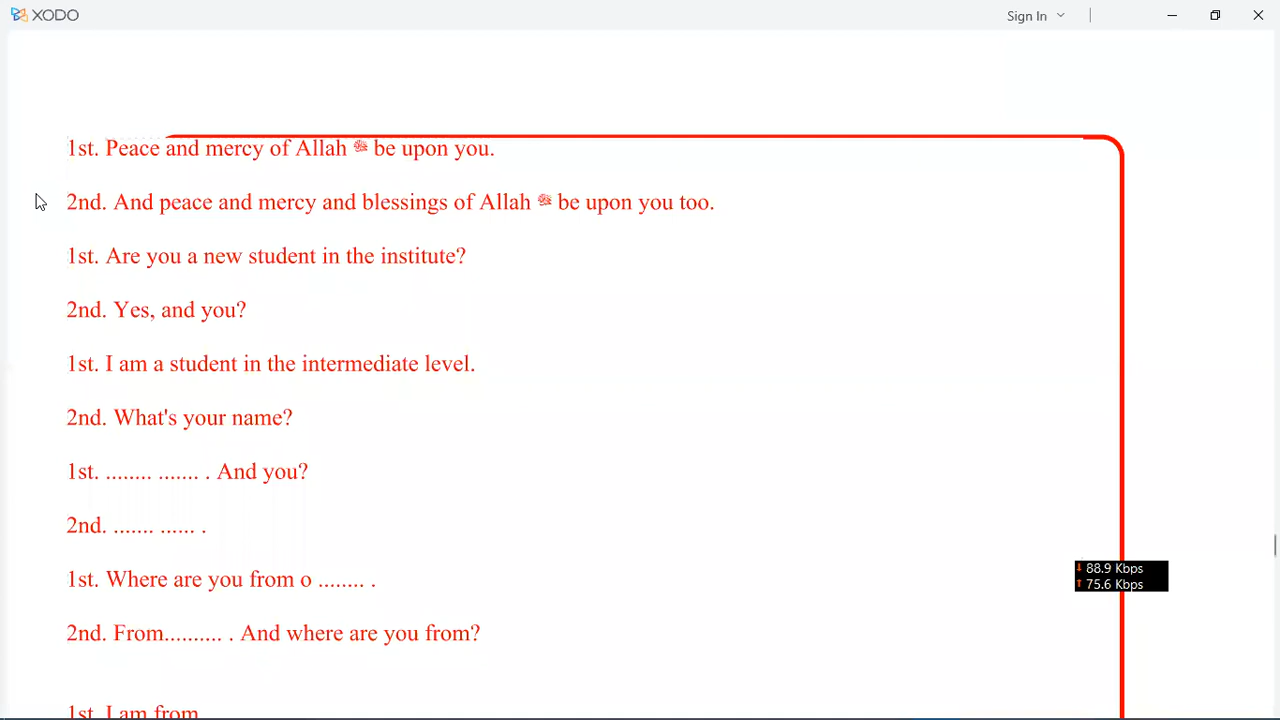 XODO
Sign In
1st. Peace and mercy of Allah ﷻ be upon you.
2nd. And peace and mercy and blessings of Allah ﷻ be upon you too.
1st. Are you a new student in the institute?
2nd. Yes, and you?
1st. I am a student in the intermediate level.
2nd. What's your name?
1st. ........ ....... . And you?
2nd. ....... ...... .
1st. Where are you from o ........ .
2nd. From.......... . And where are you from?
1st. I am from
↓ 88.9 Kbps
↑ 75.6 Kbps